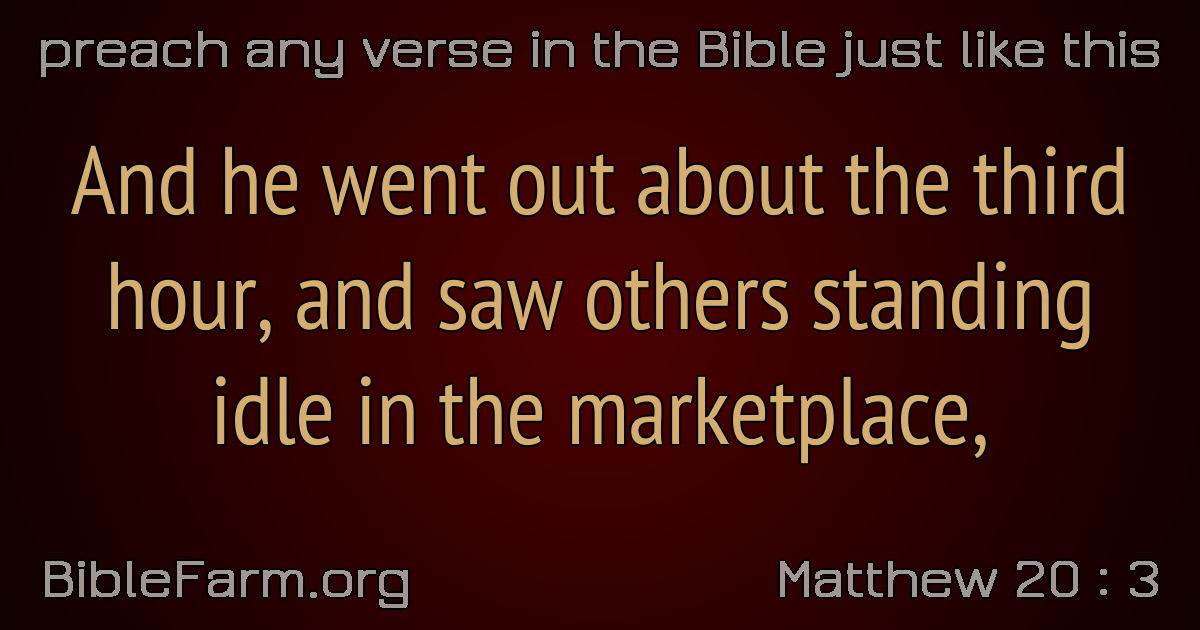 preach any verse in the Bible just like this
And he went out about the third
hour, and saw others standing
idle in the marketplace,
BibleFarm.org
Matthew 20 : 3